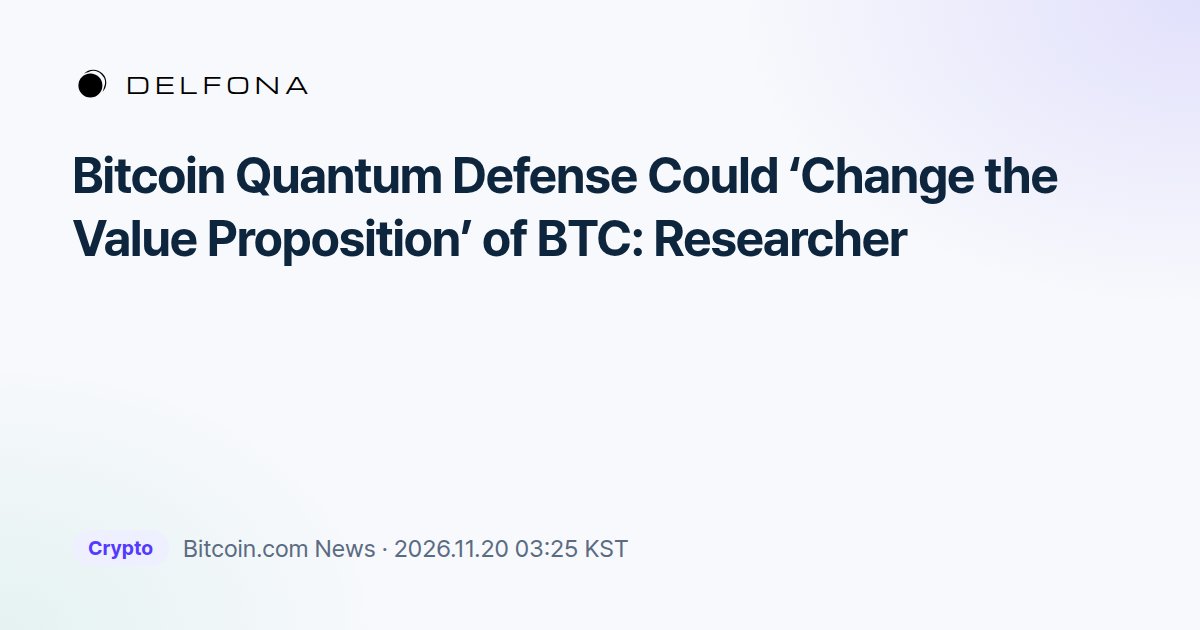 DELFONA
Bitcoin Quantum Defense Could ‘Change the
Value Proposition’ of BTC: Researcher
Crypto Bitcoin.com News · 2026.11.20 03:25 KST